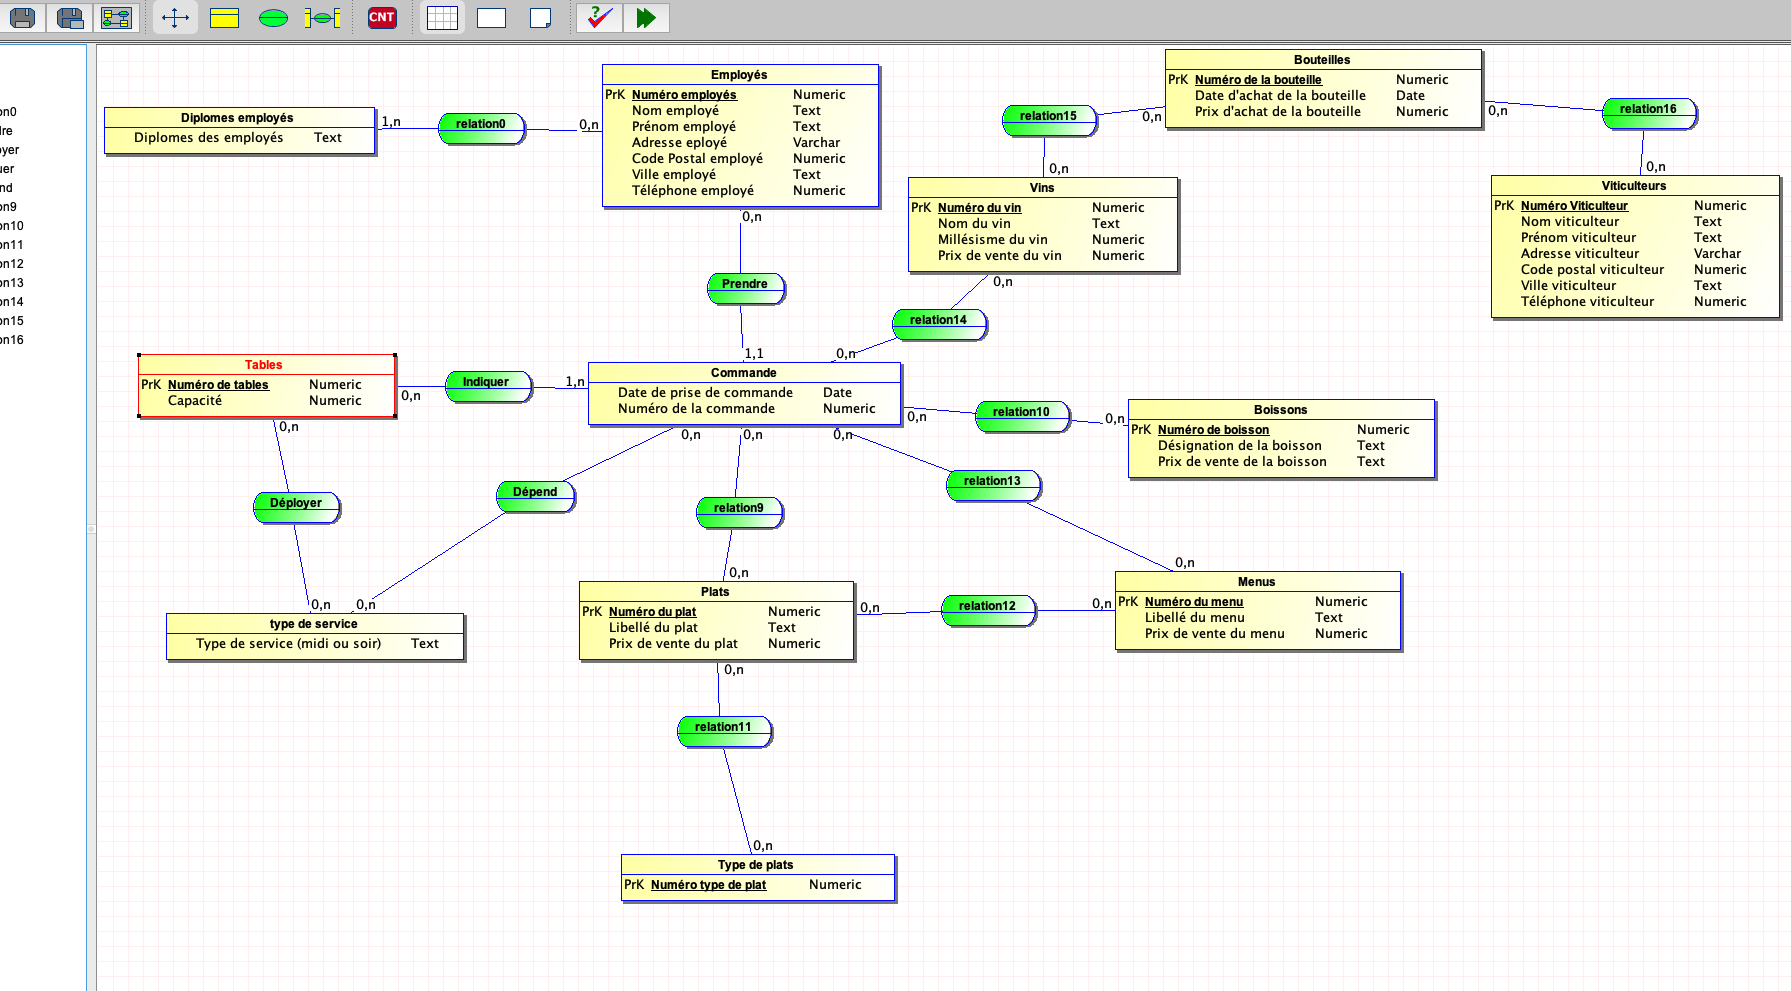 CNT
?
on0
re
yer
er
nd
on9
on10
on11
on12
on13
on14
on15
on16
Diplomes employés
Diplomes des employés Text
1,n
relation0
0,n
Employés
PrK Numéro employés Numeric
Nom employé Text
Prénom employé Text
Adresse eployé Varchar
Code Postal employé Numeric
Ville employé Text
Téléphone employé Numeric
0,n
Prendre
1,1
Bouteilles
PrK Numéro de la bouteille Numeric
Date d'achat de la bouteille Date
Prix d'achat de la bouteille Numeric
0,n
relation15
0,n
0,n
relation16
0,n
Vins
PrK Numéro du vin Numeric
Nom du vin Text
Millésisme du vin Numeric
Prix de vente du vin Numeric
0,n
relation14
0,n
Viticulteurs
PrK Numéro Viticulteur Numeric
Nom viticulteur Text
Prénom viticulteur Text
Adresse viticulteur Varchar
Code postal viticulteur Numeric
Ville viticulteur Text
Téléphone viticulteur Numeric
Tables
PrK Numéro de tables Numeric
Capacité Numeric
0,n
Indiquer
1,n
Commande
Date de prise de commande Date
Numéro de la commande Numeric
0,n
relation10
0,n
Boissons
PrK Numéro de boisson Numeric
Désignation de la boisson Text
Prix de vente de la boisson Text
0,n
0,n
0,n
0,n
Déployer
Dépend
relation9
relation13
0,n
0,n
0,n
0,n
type de service
Type de service (midi ou soir) Text
Plats
PrK Numéro du plat Numeric
Libellé du plat Text
Prix de vente du plat Numeric
0,n
relation12
0,n
Menus
PrK Numéro du menu Numeric
Libellé du menu Text
Prix de vente du menu Numeric
0,n
relation11
0,n
Type de plats
PrK Numéro type de plat Numeric